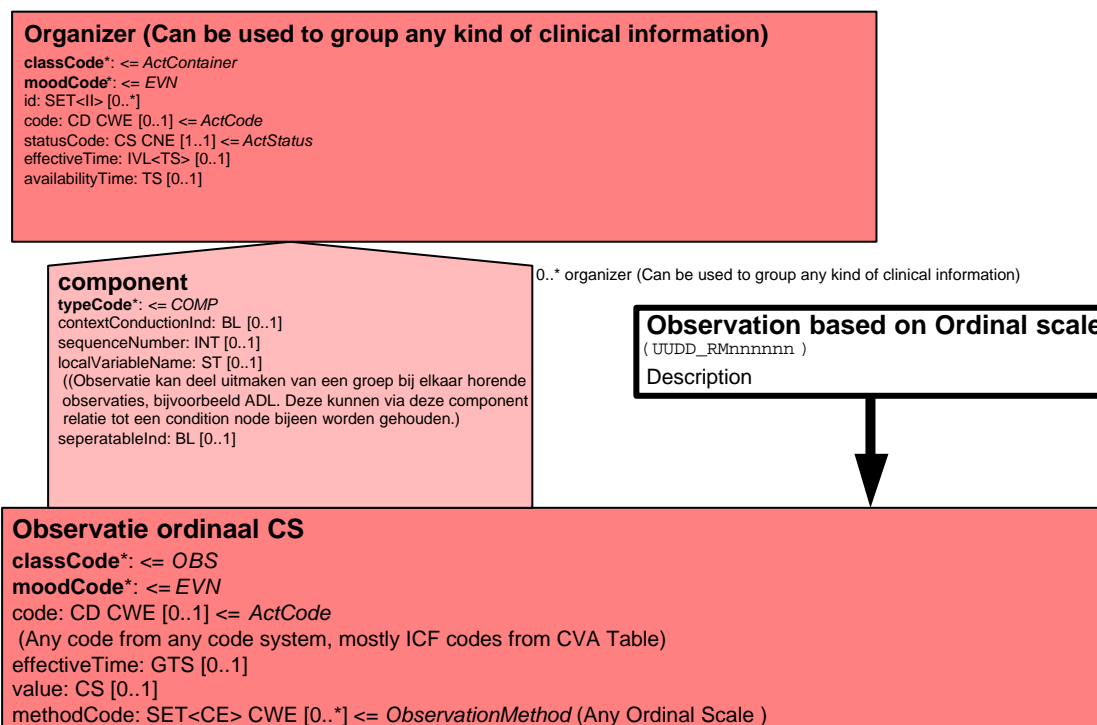 Organizer (Can be used to group any kind of clinical information)
classCode*: <= ActContainer
moodCode*: <= EVN
id: SET<II> [0..*]
code: CD CWE [0..1] <= ActCode
statusCode: CS CNE [1..1] <= ActStatus
effectiveTime: IVL<TS> [0..1]
availabilityTime: TS [0..1]
component
typeCode*: <= COMP
contextConductionInd: BL [0..1]
sequenceNumber: INT [0..1]
localVariableName: ST [0..1]
((Observatie kan deel uitmaken van een groep bij elkaar horende
observaties, bijvoorbeeld ADL. Deze kunnen via deze component
relatie tot een condition node bijeen worden gehouden.)
seperatableInd: BL [0..1]
0..* organizer (Can be used to group any kind of clinical information)
Observation based on Ordinal scale
(UUDD_RMnnnnnn )
Description
Observatie ordinaal CS
classCode*: <= OBS
moodCode*: <= EVN
code: CD CWE [0..1] <= ActCode
(Any code from any code system, mostly ICF codes from CVA Table)
effectiveTime: GTS [0..1]
value: CS [0..1]
methodCode: SET<CE> CWE [0..*] <= ObservationMethod (Any Ordinal Scale )